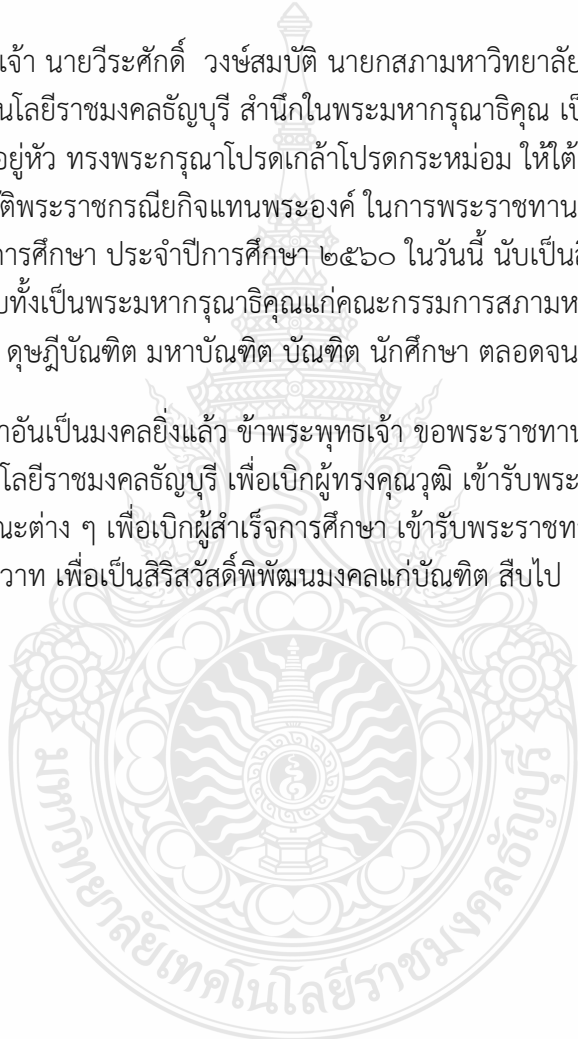 เจ้า นายวีระศักดิ์ วงษ์สมบัติ นายกสภามหาวิทยาลัย
นโลยีราชมงคลธัญบุรี สำนึกในพระมหากรุณาธิคุณ เป็
อยู่หัว ทรงพระกรุณาโปรดเกล้าโปรดกระหม่อม ให้ใต้
ัติพระราชกรณียกิจแทนพระองค์ ในการพระราชทาน
การศึกษา ประจำปีการศึกษา ๒๕๖๐ ในวันนี้ นับเป็นสิ
บทั้งเป็นพระมหากรุณาธิคุณแก่คณะกรรมการสภามห
ดุษฎีบัณฑิต มหาบัณฑิต บัณฑิต นักศึกษา ตลอดจน
าอันเป็นมงคลยิ่งแล้ว ข้าพระพุทธเจ้า ขอพระราชทาน
โลยีราชมงคลธัญบุรี เพื่อเบิกผู้ทรงคุณวุฒิ เข้ารับพระ
ณะต่าง ๆ เพื่อเบิกผู้สำเร็จการศึกษา เข้ารับพระราชท
วาท เพื่อเป็นสิริสวัสดิ์พิพัฒนมงคลแก่บัณฑิต สืบไป
มหาวิทยาลัยเทคโนโลยีราชมงคลธัญบุรี